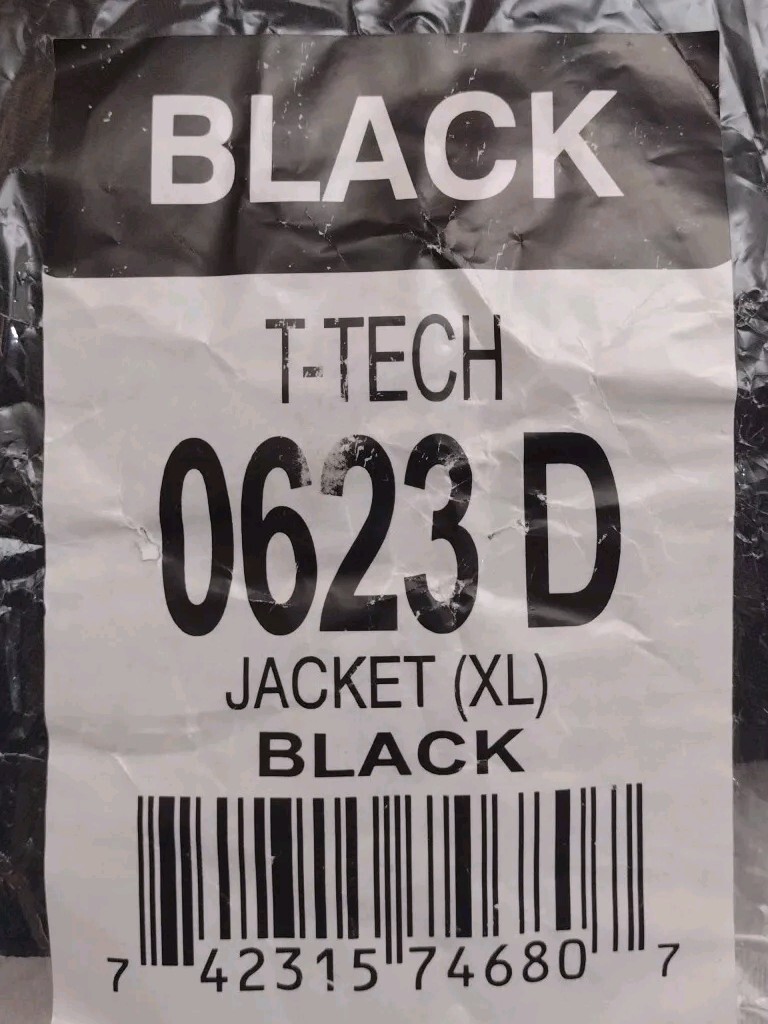 BLACK
T-TECH
0623 D
JACKET (XL)
BLACK
7 42315 74680 7